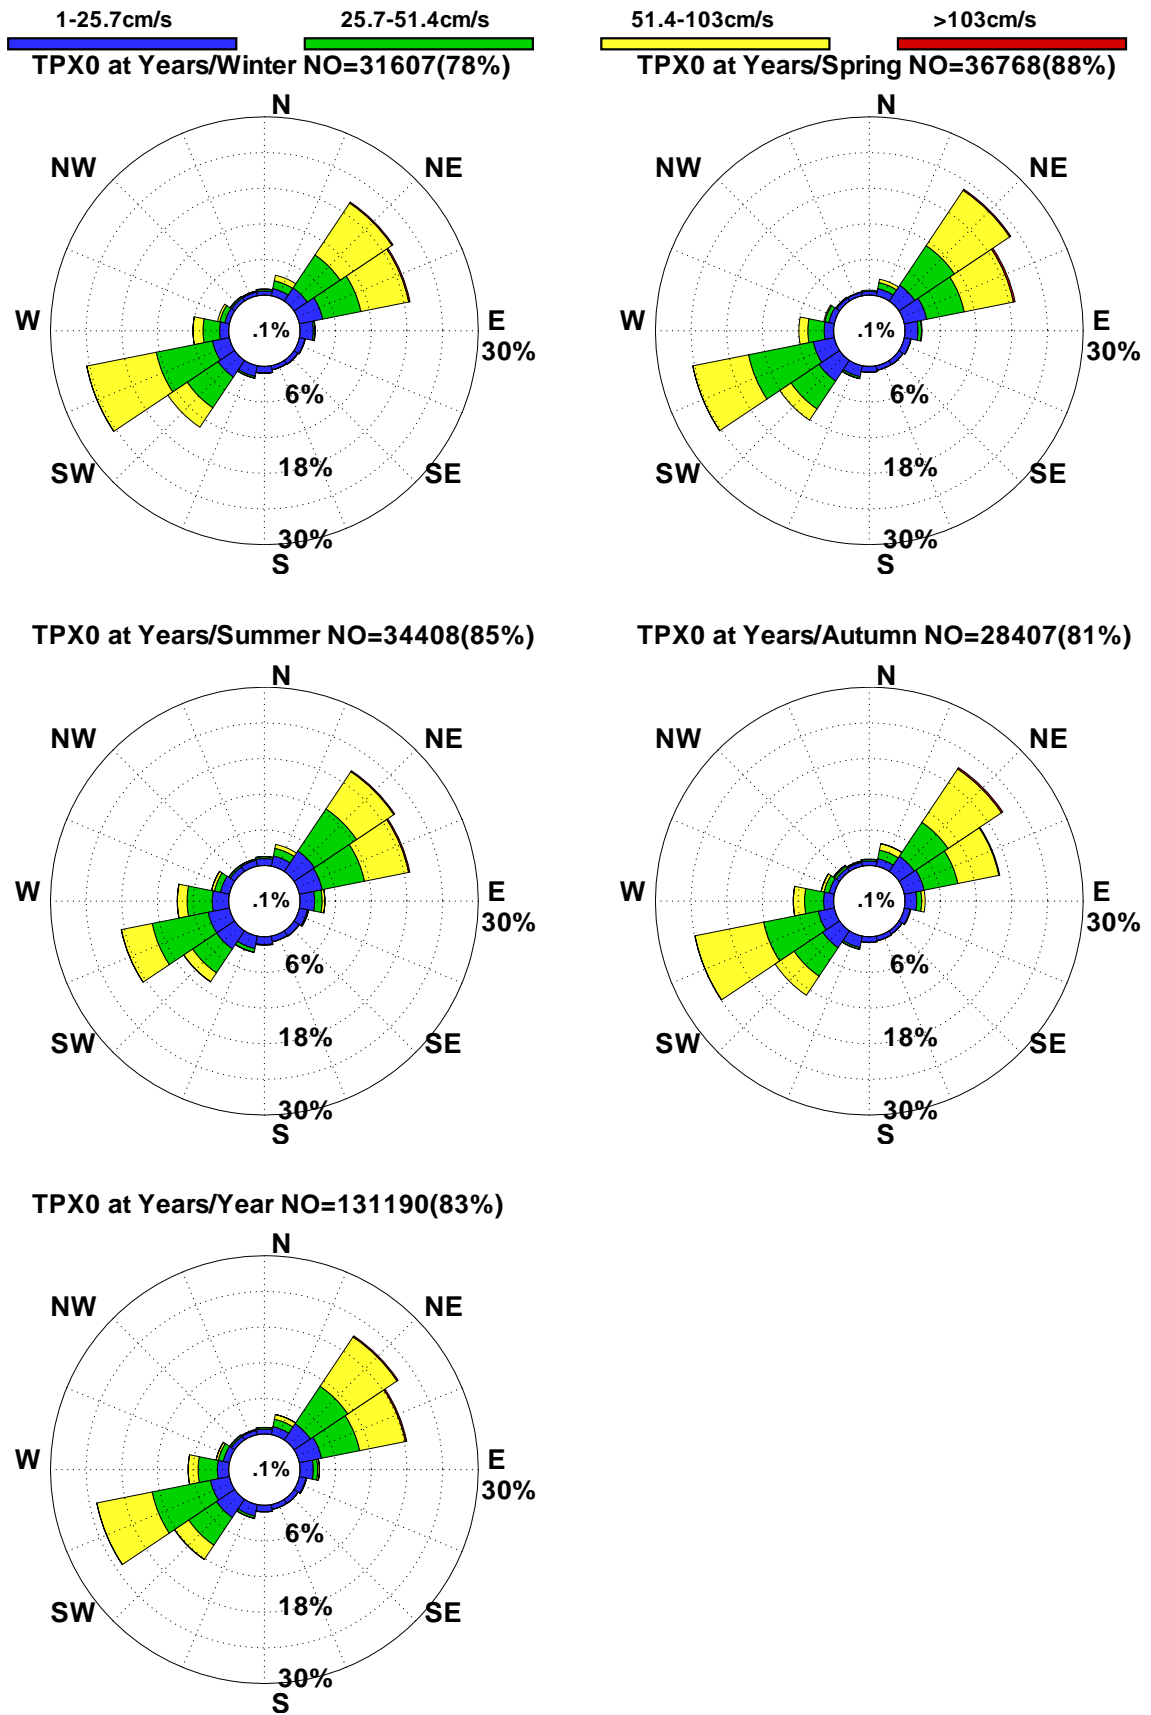 1-25.7cm/s 25.7-51.4cm/s 51.4-103cm/s >103cm/s
TPX0 at Years/Winter NO=31607(78%) TPX0 at Years/Spring NO=36768(88%)
N N
NW NE NW NE
W .1% E W .1% E
30% 30%
6% 6%
SW 18% SE SW 18% SE
30% 30%
S S
TPX0 at Years/Summer NO=34408(85%) TPX0 at Years/Autumn NO=28407(81%)
N N
NW NE NW NE
W .1% E W .1% E
30% 30%
6% 6%
SW 18% SE SW 18% SE
30% 30%
S S
TPX0 at Years/Year NO=131190(83%)
N
NW NE
W .1% E
30%
6%
SW 18% SE
30%
S